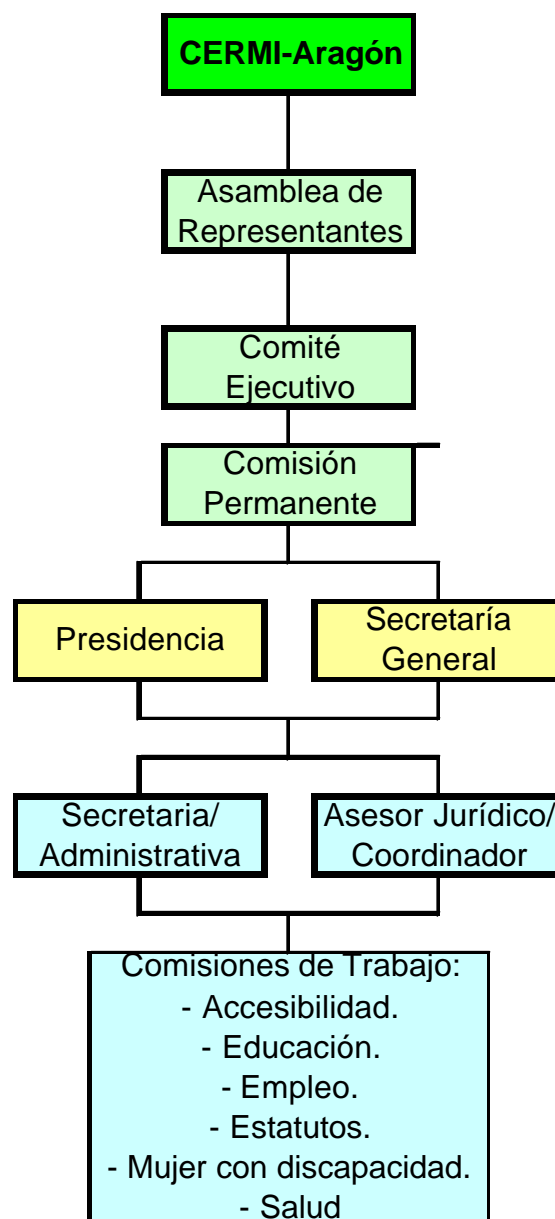 CERMI-Aragón
Asamblea de
Representantes
Comité
Ejecutivo
Comisión
Permanente
Presidencia
Secretaría
General
Secretaria/
Administrativa
Asesor Jurídico/
Coordinador
Comisiones de Trabajo:
- Accesibilidad.
- Educación.
- Empleo.
- Estatutos.
- Mujer con discapacidad.
- Salud